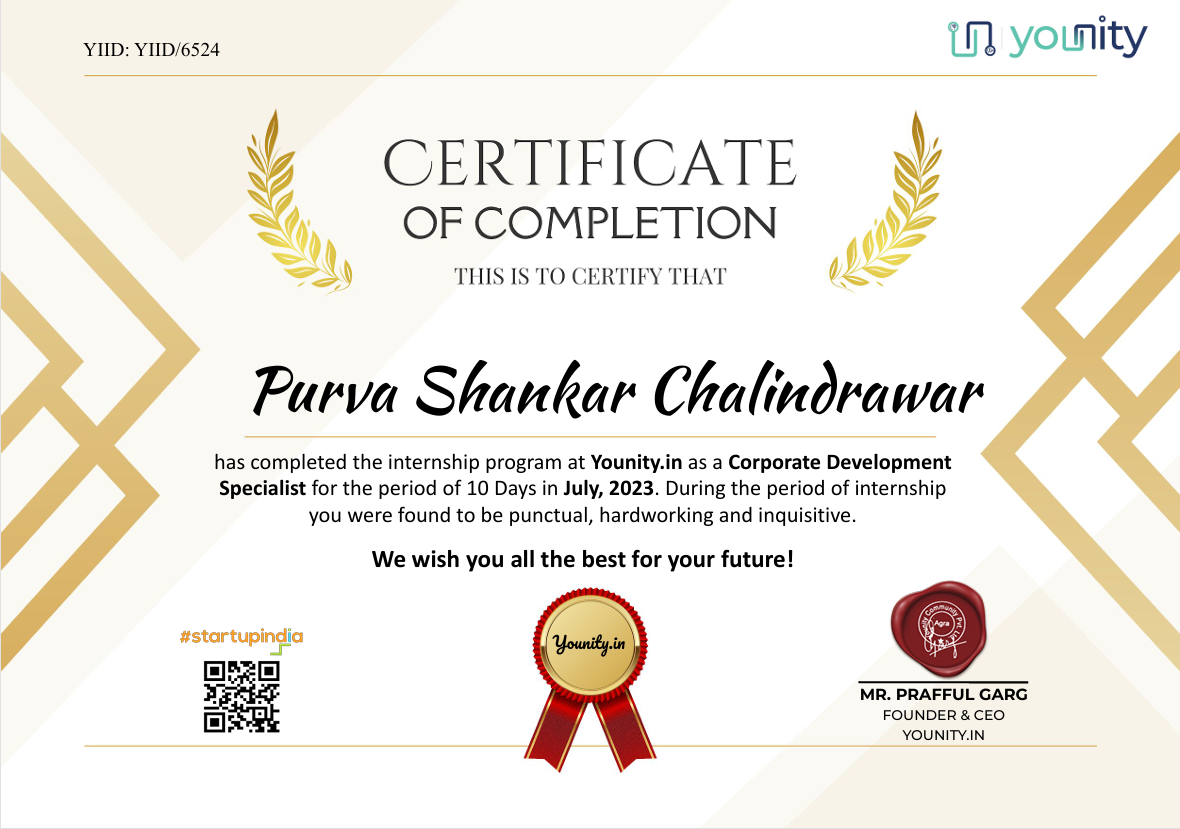 YIID: YIID/6524
younity
CERTIFICATE
OF COMPLETION
THIS IS TO CERTIFY THAT
Purva Shankar Chalindrawar
has completed the internship program at Younity.in as a Corporate Development
Specialist for the period of 10 Days in July, 2023. During the period of internship
you were found to be punctual, hardworking and inquisitive.
We wish you all the best for your future!
#startupindia
Younity.in
Community Pvt
Agra
MR. PRAFFUL GARG
FOUNDER & CEO
YOUNITY.IN